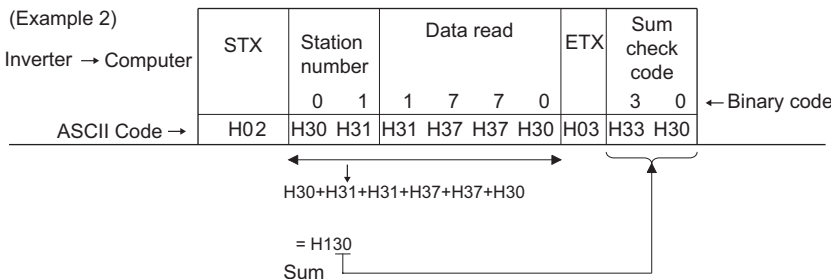 (Example 2)
Inverter → Computer
STX
Station number
Data read
ETX
Sum check code
0 1 1 7 7 0 3 0 ← Binary code
ASCII Code → H02 H30 H31 H31 H37 H37 H30 H03 H33 H30
H30+H31+H31+H37+H37+H30
= H130
Sum